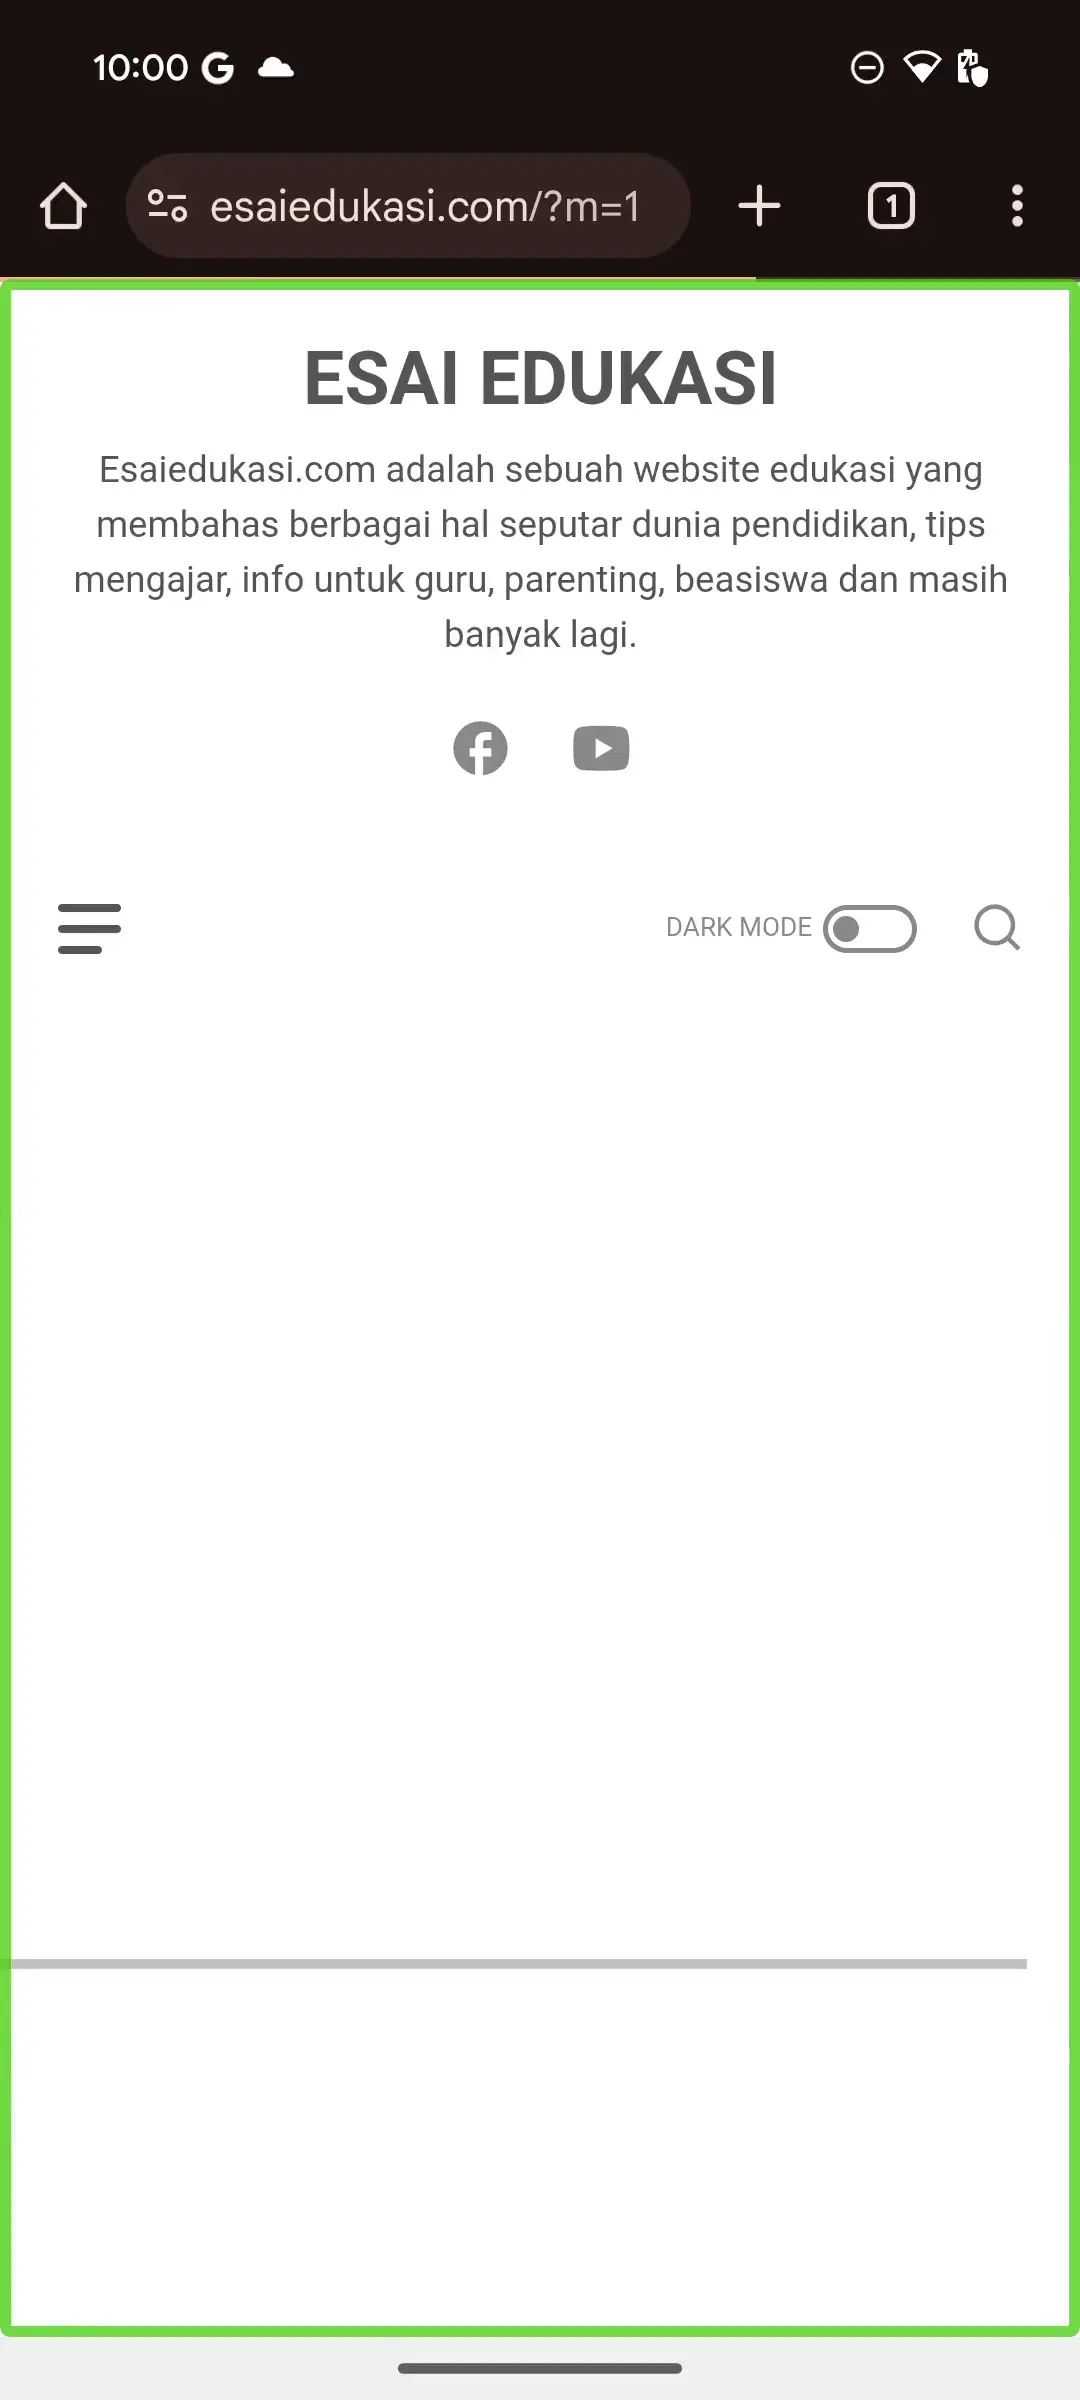 10:00
esaiedukasi.com/?m=1
1
ESAI EDUKASI
Esaiedukasi.com adalah sebuah website edukasi yang
membahas berbagai hal seputar dunia pendidikan, tips
mengajar, info untuk guru, parenting, beasiswa dan masih
banyak lagi.
DARK MODE